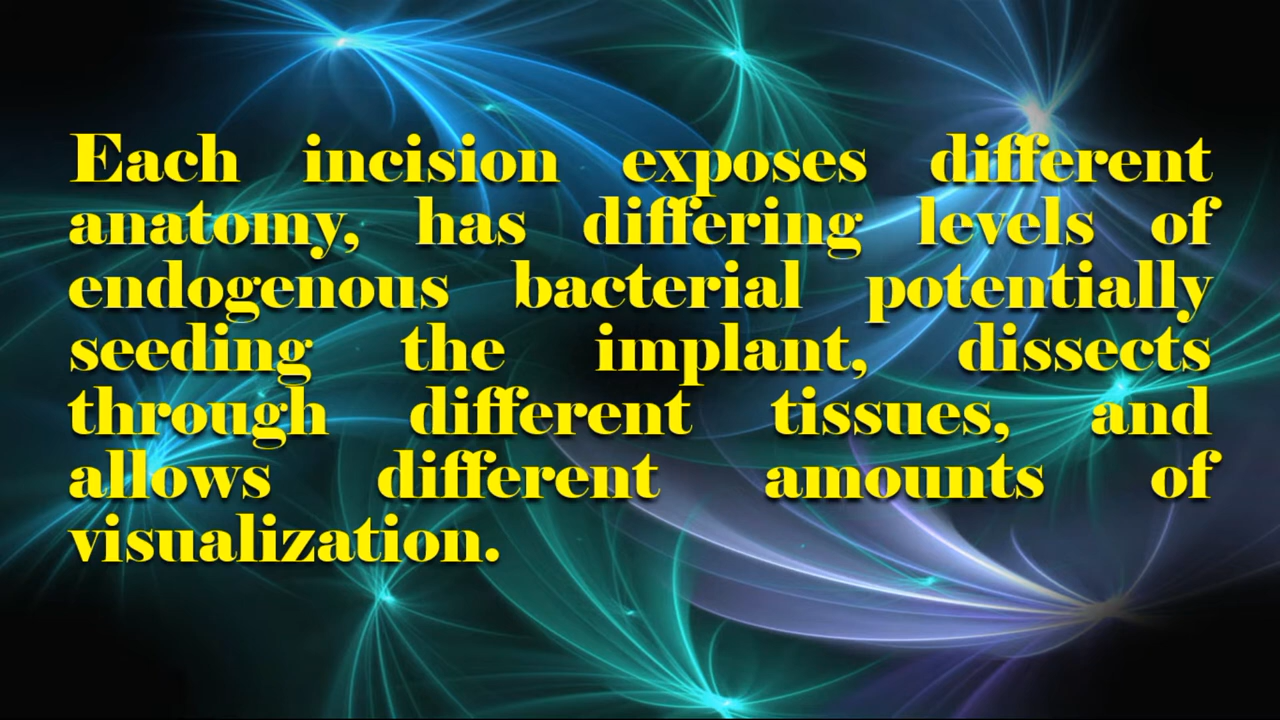 Each incision exposes different
anatomy, has differing levels of
endogenous bacterial potentially
seeding the implant, dissects
through different tissues, and
allows different amounts of
visualization.